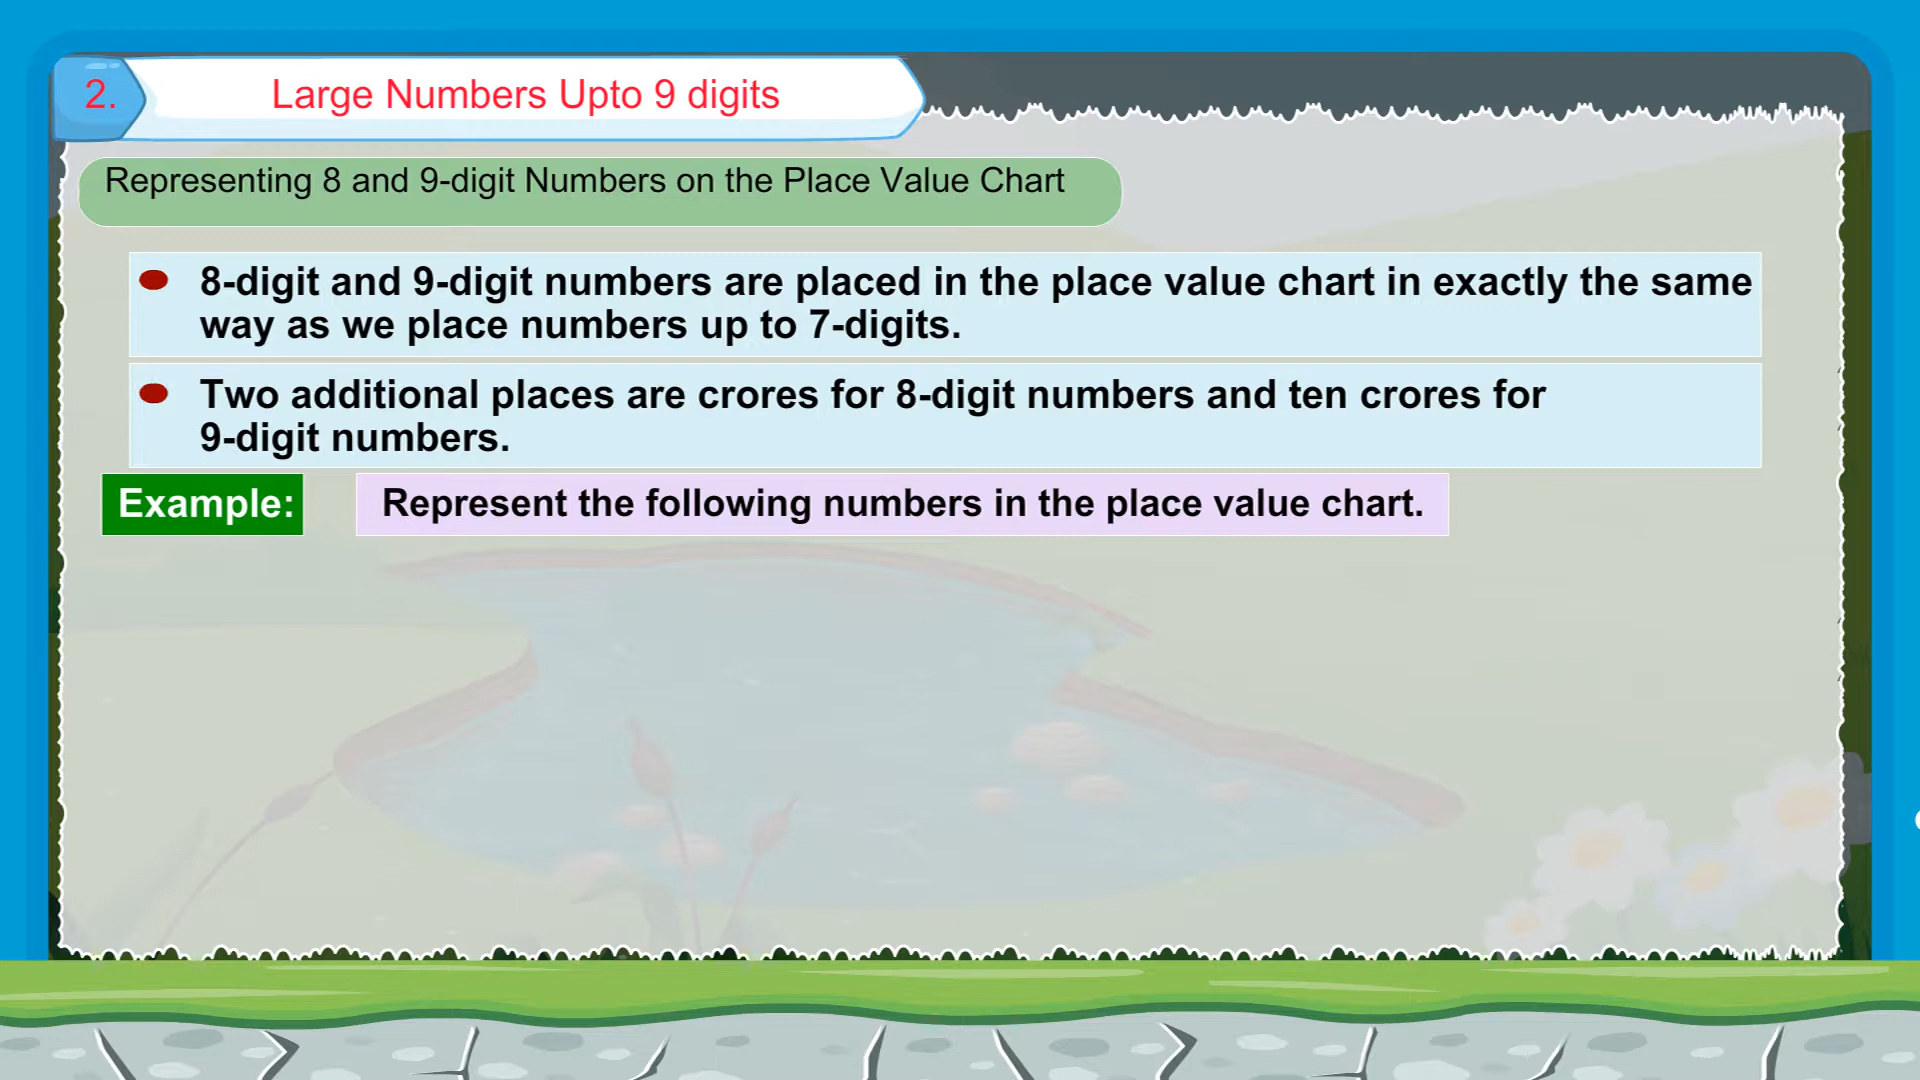 2.
Large Numbers Upto 9 digits
Representing 8 and 9-digit Numbers on the Place Value Chart
8-digit and 9-digit numbers are placed in the place value chart in exactly the same
way as we place numbers up to 7-digits.
Two additional places are crores for 8-digit numbers and ten crores for
9-digit numbers.
Example:
Represent the following numbers in the place value chart.